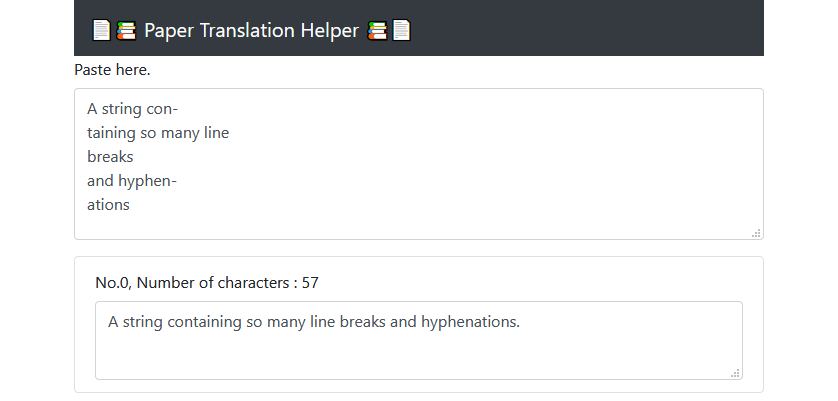 📄📚 Paper Translation Helper 📚📄
Paste here.
A string con-
taining so many line
breaks
and hyphen-
ations
No.0, Number of characters : 57
A string containing so many line breaks and hyphenations.